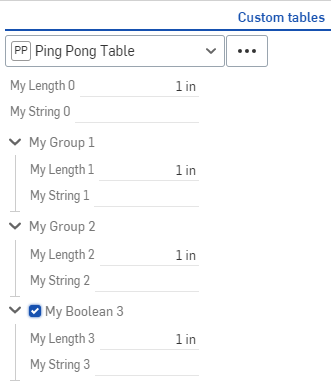 Custom tables
PP Ping Pong Table
My Length 0 1 in
My String 0
My Group 1
My Length 1 1 in
My String 1
My Group 2
My Length 2 1 in
My String 2
My Boolean 3
My Length 3 1 in
My String 3